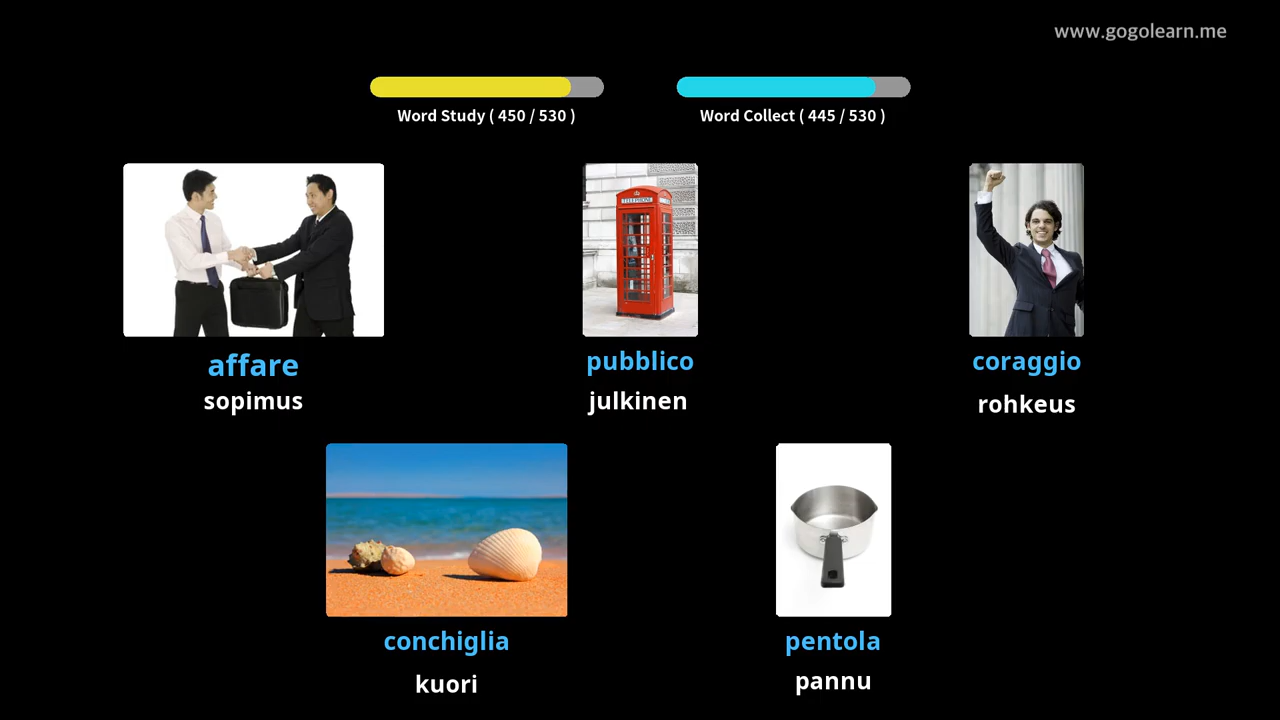 www.gogolearn.me
Word Study ( 450 / 530 )
Word Collect ( 445 / 530 )
TELEPHONE
affare
pubblico
coraggio
sopimus
julkinen
rohkeus
conchiglia
pentola
kuori
pannu